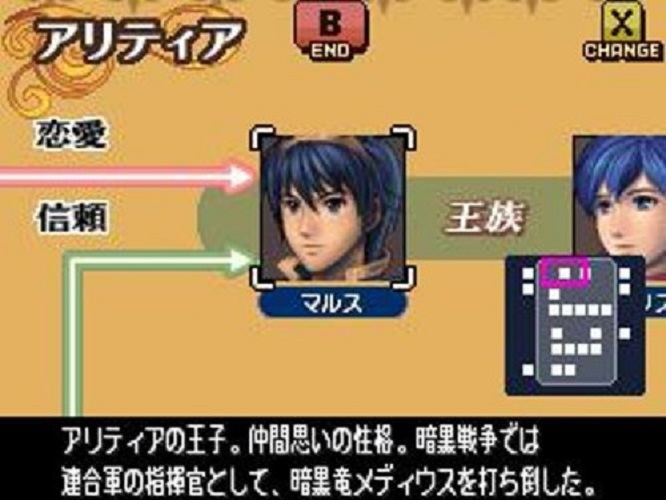 アリティア
B
END
X
CHANGE
恋愛
信頼
王族
マルス
リス
アリティアの王子。仲間思いの性格。暗黒戦争では
連合軍の指揮官として、暗黒竜メディウスを打ち倒した。